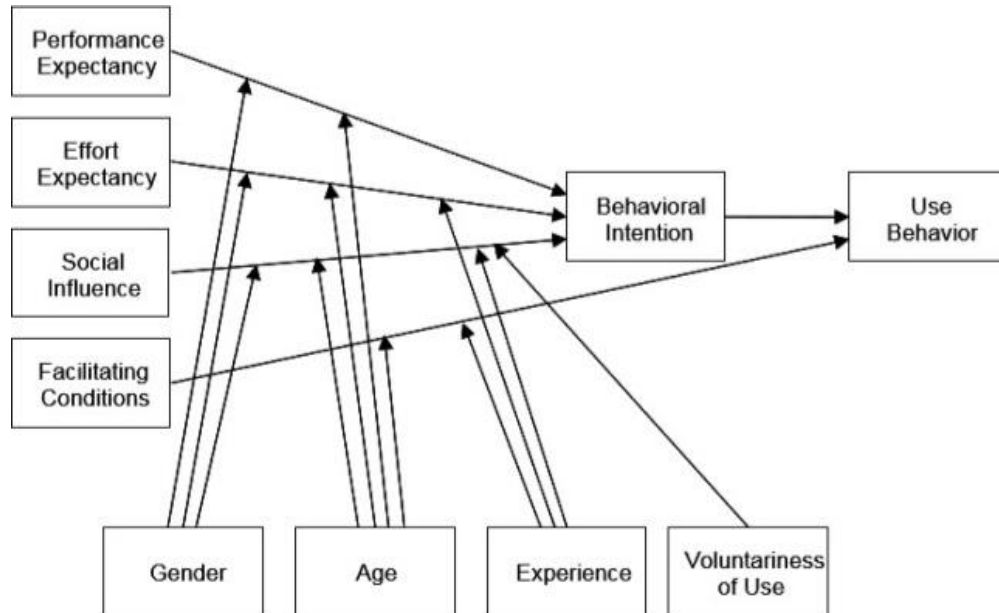 Performance
Expectancy
Effort
Expectancy
Social
Influence
Facilitating
Conditions
Behavioral
Intention
Use
Behavior
Gender
Age
Experience
Voluntariness
of Use